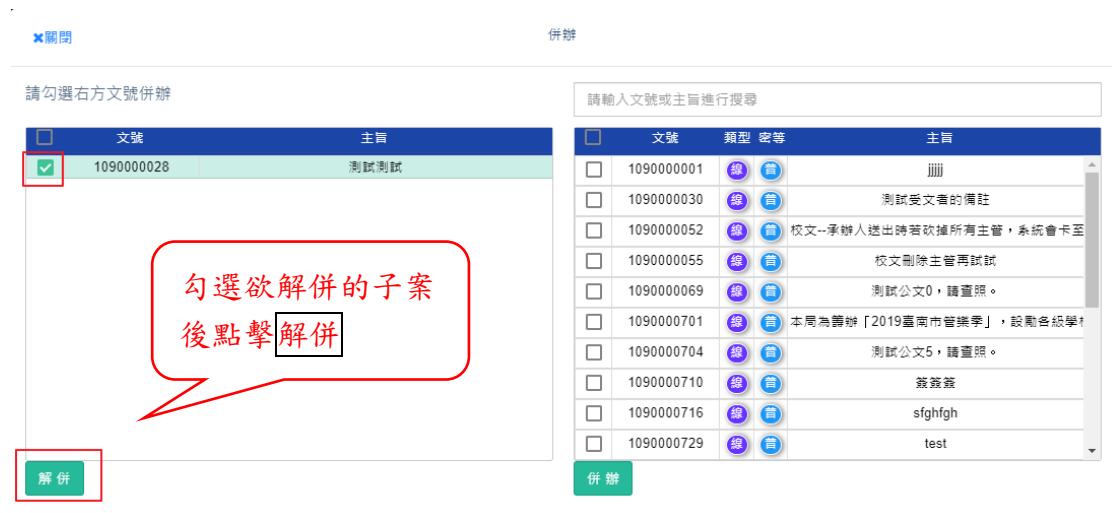 ✖關閉
併辦
請勾選右方文號併辦
請輸入文號或主旨進行搜尋
文號 主旨
1090000028 測試測試
勾選欲解併的子案
後點擊解併
解併
文號 類型 密等 主旨
1090000001 線 普 jjjjj
1090000030 線 普 測試受文者的備註
1090000052 線 普 校文--承辦人送出時若砍掉所有主管，系統會卡至
1090000055 線 普 校文刪除主管再試試
1090000069 線 普 測試公文0，請查照。
1090000701 線 普 本局為籌辦「2019臺南市管樂季」，設勵各級學校
1090000704 線 普 測試公文5，請查照。
1090000710 線 普 簽簽簽
1090000716 線 普 sfghfgh
1090000729 線 普 test
併辦